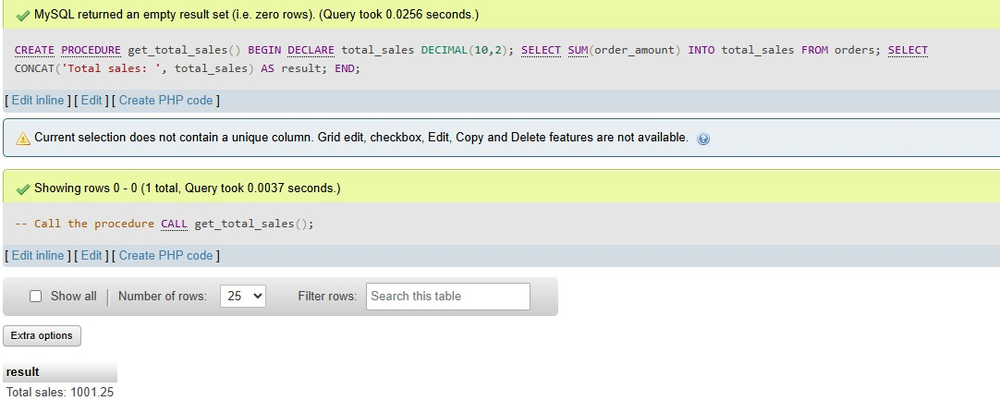 MySQL returned an empty result set (i.e. zero rows). (Query took 0.0256 seconds.)
CREATE PROCEDURE get_total_sales() BEGIN DECLARE total_sales DECIMAL(10,2); SELECT SUM(order_amount) INTO total_sales FROM orders; SELECT
CONCAT('Total sales: ', total_sales) AS result; END;
[ Edit inline ] [ Edit ] [ Create PHP code ]
Current selection does not contain a unique column. Grid edit, checkbox, Edit, Copy and Delete features are not available.
Showing rows 0 - 0 (1 total, Query took 0.0037 seconds.)
-- Call the procedure CALL get_total_sales();
[ Edit inline ] [ Edit ] [ Create PHP code ]
Show all | Number of rows: 25 Filter rows: Search this table
Extra options
result
Total sales: 1001.25